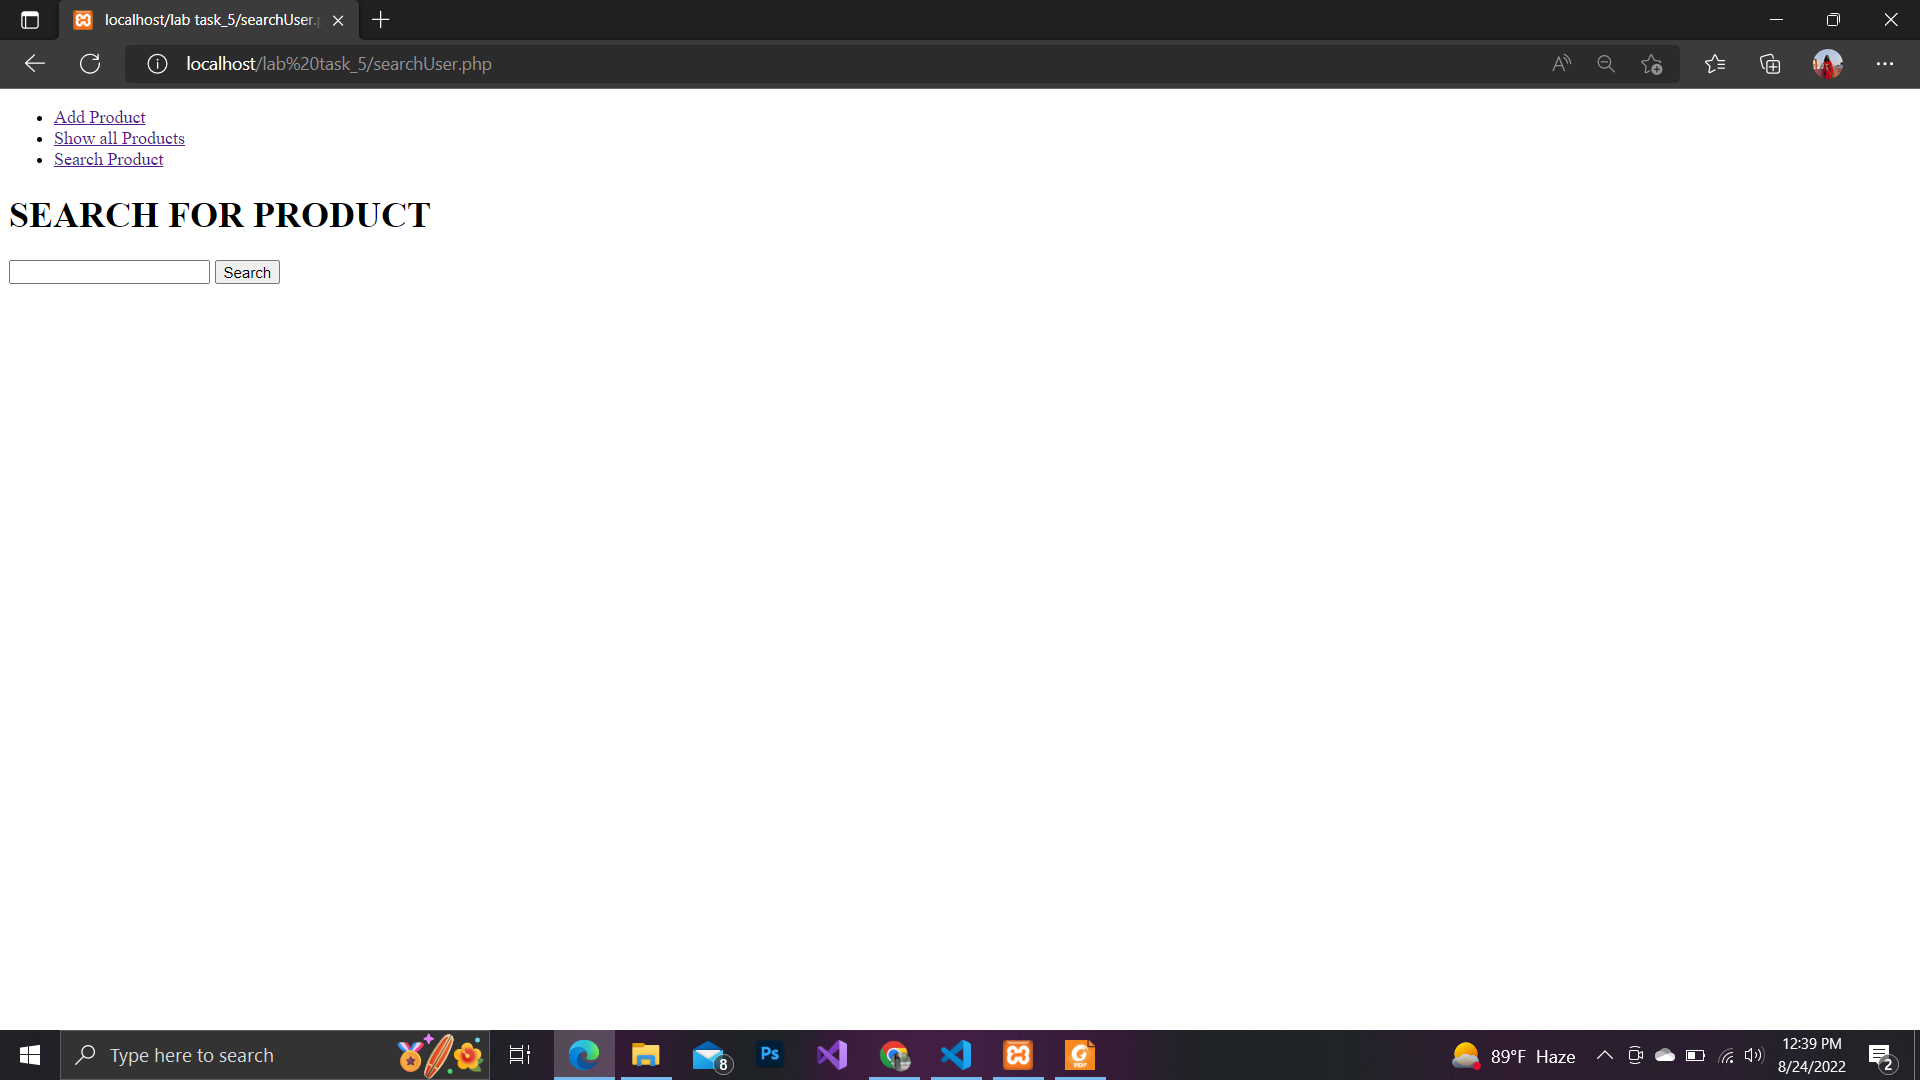 localhost/lab task_5/searchUser.p
localhost/lab%20task_5/searchUser.php
Add Product
Show all Products
Search Product
SEARCH FOR PRODUCT
Search
Type here to search
8
Ps
PDF
89°F Haze
12:39 PM
8/24/2022
2